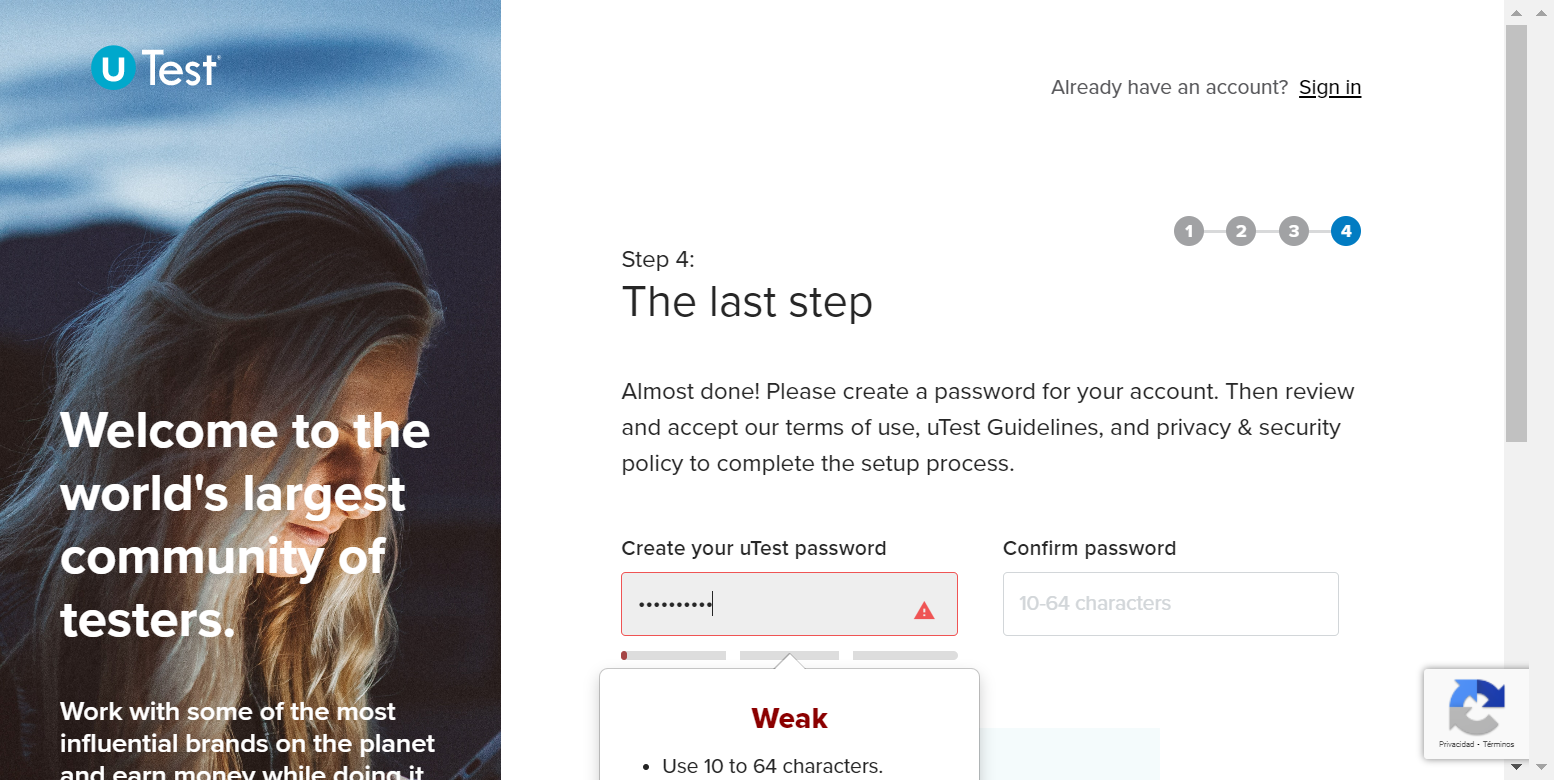 uTest®
Already have an account? Sign in
1 2 3 4
Step 4:
The last step
Almost done! Please create a password for your account. Then review
and accept our terms of use, uTest Guidelines, and privacy & security
policy to complete the setup process.
Create your uTest password
Confirm password
••••••••••
10-64 characters
Weak
• Use 10 to 64 characters.
Welcome to the
world's largest
community of
testers.
Work with some of the most
influential brands on the planet
and earn money while doing it
Privacidad - Términos